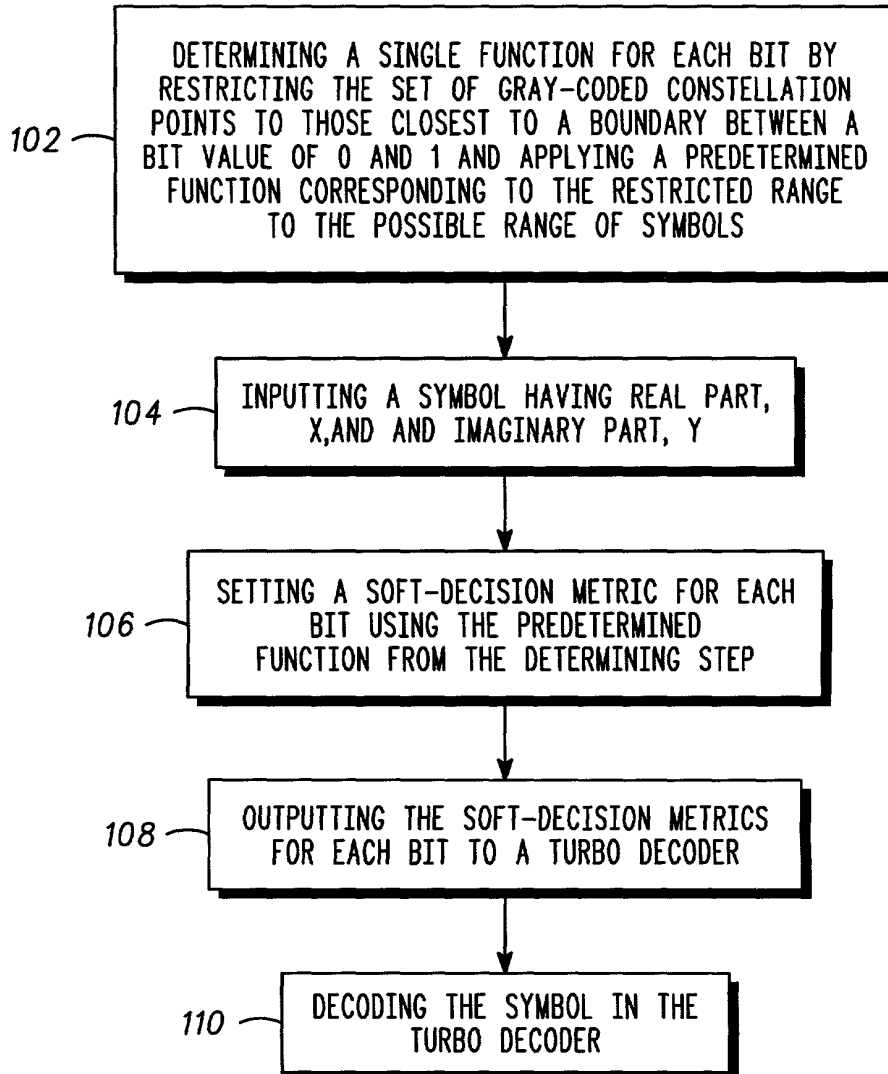 DETERMINING A SINGLE FUNCTION FOR EACH BIT BY
RESTRICTING THE SET OF GRAY-CODED CONSTELLATION
POINTS TO THOSE CLOSEST TO A BOUNDARY BETWEEN A
BIT VALUE OF 0 AND 1 AND APPLYING A PREDETERMINED
FUNCTION CORRESPONDING TO THE RESTRICTED RANGE
TO THE POSSIBLE RANGE OF SYMBOLS
102
INPUTTING A SYMBOL HAVING REAL PART,
X,AND AND IMAGINARY PART, Y
104
SETTING A SOFT-DECISION METRIC FOR EACH
BIT USING THE PREDETERMINED
FUNCTION FROM THE DETERMINING STEP
106
OUTPUTTING THE SOFT-DECISION METRICS
FOR EACH BIT TO A TURBO DECODER
108
DECODING THE SYMBOL IN THE
TURBO DECODER
110